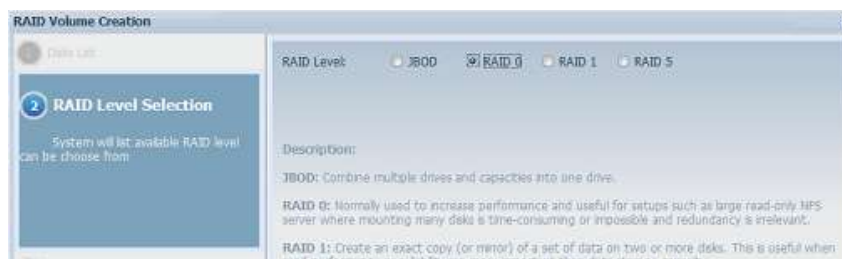 RAID Volume Creation
RAID Level: JBOD RAID 0 RAID 1 RAID 5
2 RAID Level Selection
System will list available RAID level
can be choose from
Description:
JBOD: Combine multiple drives and capacities into one drive.
RAID 0: Normally used to increase performance and useful for setups such as large read-only NFS
server where mounting many disks is time-consuming or impossible and redundancy is irrelevant.
RAID 1: Create an exact copy (or mirror) of a set of data on two or more disks. This is useful when